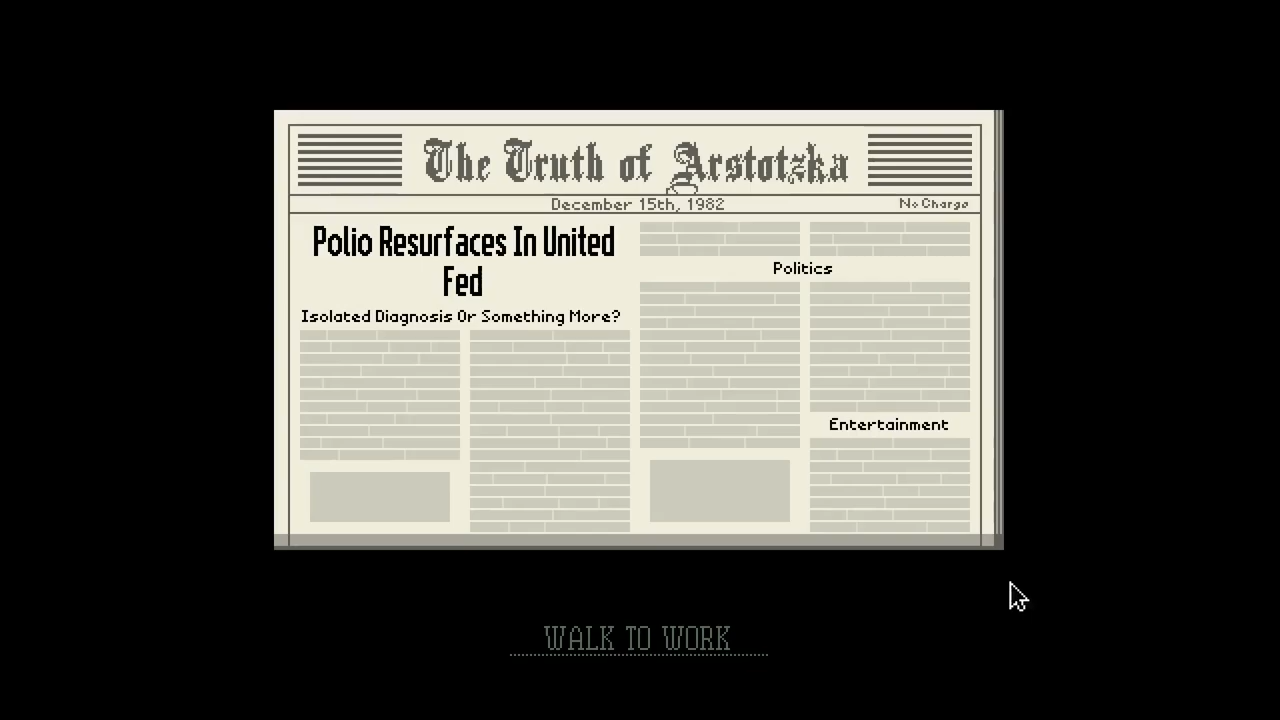 The Truth of Arstotzka
December 15th, 1982
No Charge
Polio Resurfaces In United
Fed
Isolated Diagnosis Or Something More?
Politics
Entertainment
WALK TO WORK